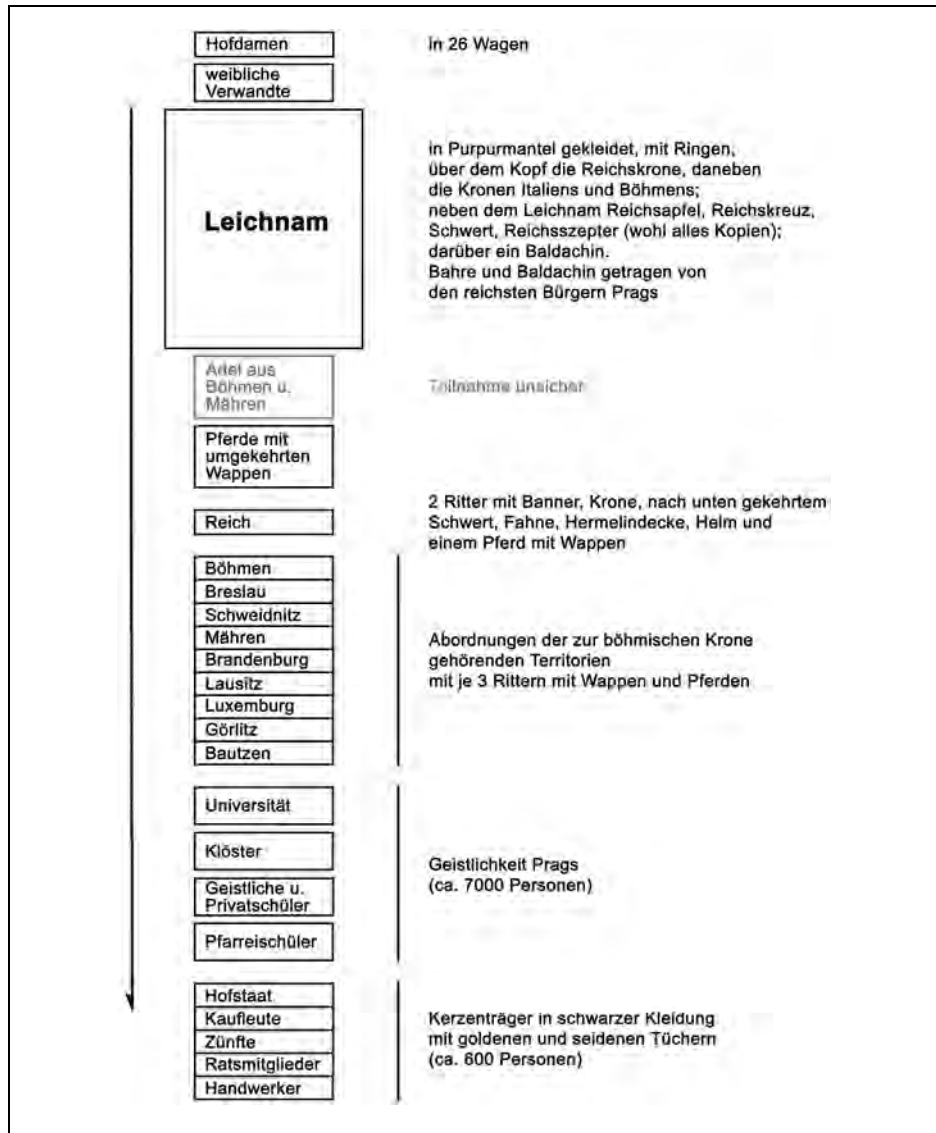 Hofdamen
in 26 Wagen
weibliche
Verwandte
Leichnam
in Purpurmantel gekleidet, mit Ringen,
über dem Kopf die Reichskrone, daneben
die Kronen Italiens und Böhmens;
neben dem Leichnam Reichsapfel, Reichskreuz,
Schwert, Reichsszepter (wohl alles Kopien);
darüber ein Baldachin.
Bahre und Baldachin getragen von
den reichsten Bürgern Prags
Adel aus
Böhmen u.
Mähren
Teilnahme unsicher
Pferde mit
umgekehrten
Wappen
Reich
2 Ritter mit Banner, Krone, nach unten gekehrtem
Schwert, Fahne, Hermelindecke, Helm und
einem Pferd mit Wappen
Böhmen
Breslau
Schweidnitz
Mähren
Brandenburg
Lausitz
Luxemburg
Görlitz
Bautzen
Abordnungen der zur böhmischen Krone
gehörenden Territorien
mit je 3 Rittern mit Wappen und Pferden
Universität
Klöster
Geistliche u.
Privatschüler
Pfarreischüler
Geistlichkeit Prags
(ca. 7000 Personen)
Hofstaat
Kaufleute
Zünfte
Ratsmitglieder
Handwerker
Kerzenträger in schwarzer Kleidung
mit goldenen und seidenen Tüchern
(ca. 600 Personen)